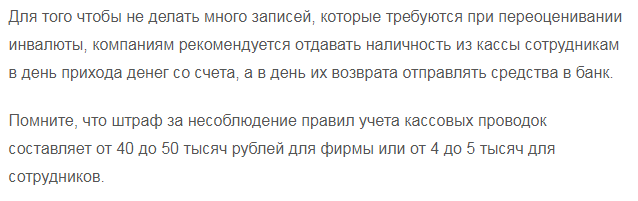 Для того чтобы не делать много записей, которые требуются при переоценивании
инвалюты, компаниям рекомендуется отдавать наличность из кассы сотрудникам
в день прихода денег со счета, а в день их возврата отправлять средства в банк.
Помните, что штраф за несоблюдение правил учета кассовых проводок
составляет от 40 до 50 тысяч рублей для фирмы или от 4 до 5 тысяч для
сотрудников.